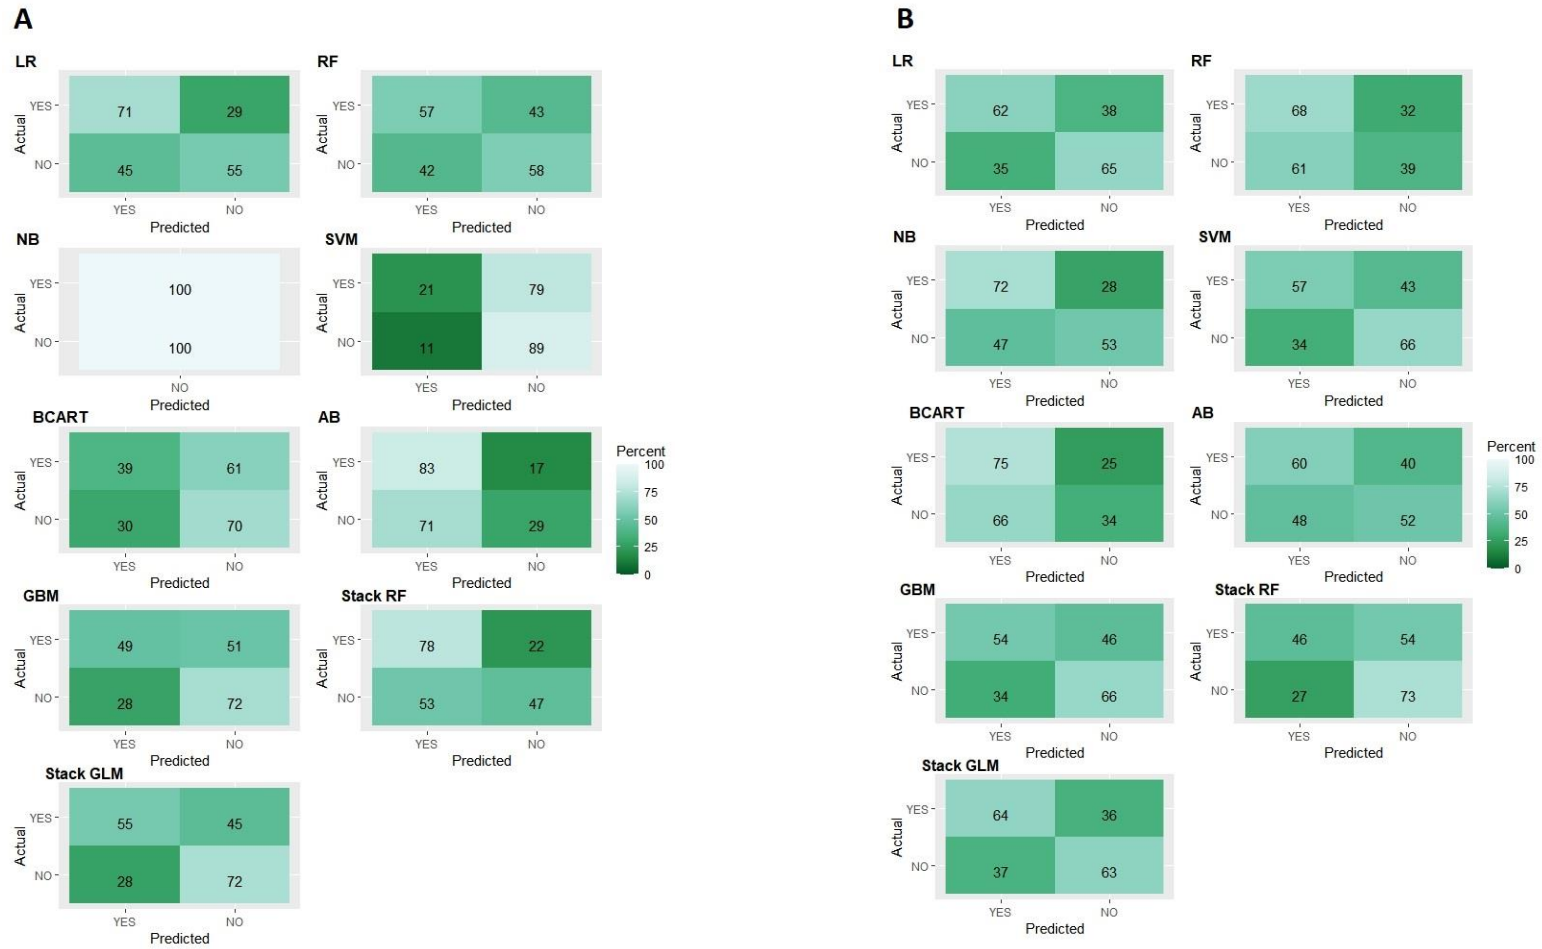 A
LR
YES
71
29
Actual
NO
45
55
YES
NO
Predicted
RF
YES
57
43
Actual
NO
42
58
YES
NO
Predicted
NB
YES
100
Actual
NO
100
NO
Predicted
SVM
YES
21
79
Actual
NO
11
89
YES
NO
Predicted
BCART
YES
39
61
Actual
NO
30
70
YES
NO
Predicted
AB
YES
83
17
Actual
NO
71
29
YES
NO
Predicted
Percent
100
75
50
25
0
GBM
YES
49
51
Actual
NO
28
72
YES
NO
Predicted
Stack RF
YES
78
22
Actual
NO
53
47
YES
NO
Predicted
Stack GLM
YES
55
45
Actual
NO
28
72
YES
NO
Predicted
B
LR
YES
62
38
Actual
NO
35
65
YES
NO
Predicted
RF
YES
68
32
Actual
NO
61
39
YES
NO
Predicted
NB
YES
72
28
Actual
NO
47
53
YES
NO
Predicted
SVM
YES
57
43
Actual
NO
34
66
YES
NO
Predicted
BCART
YES
75
25
Actual
NO
66
34
YES
NO
Predicted
AB
YES
60
40
Actual
NO
48
52
YES
NO
Predicted
Percent
100
75
50
25
0
GBM
YES
54
46
Actual
NO
34
66
YES
NO
Predicted
Stack RF
YES
46
54
Actual
NO
27
73
YES
NO
Predicted
Stack GLM
YES
64
36
Actual
NO
37
63
YES
NO
Predicted